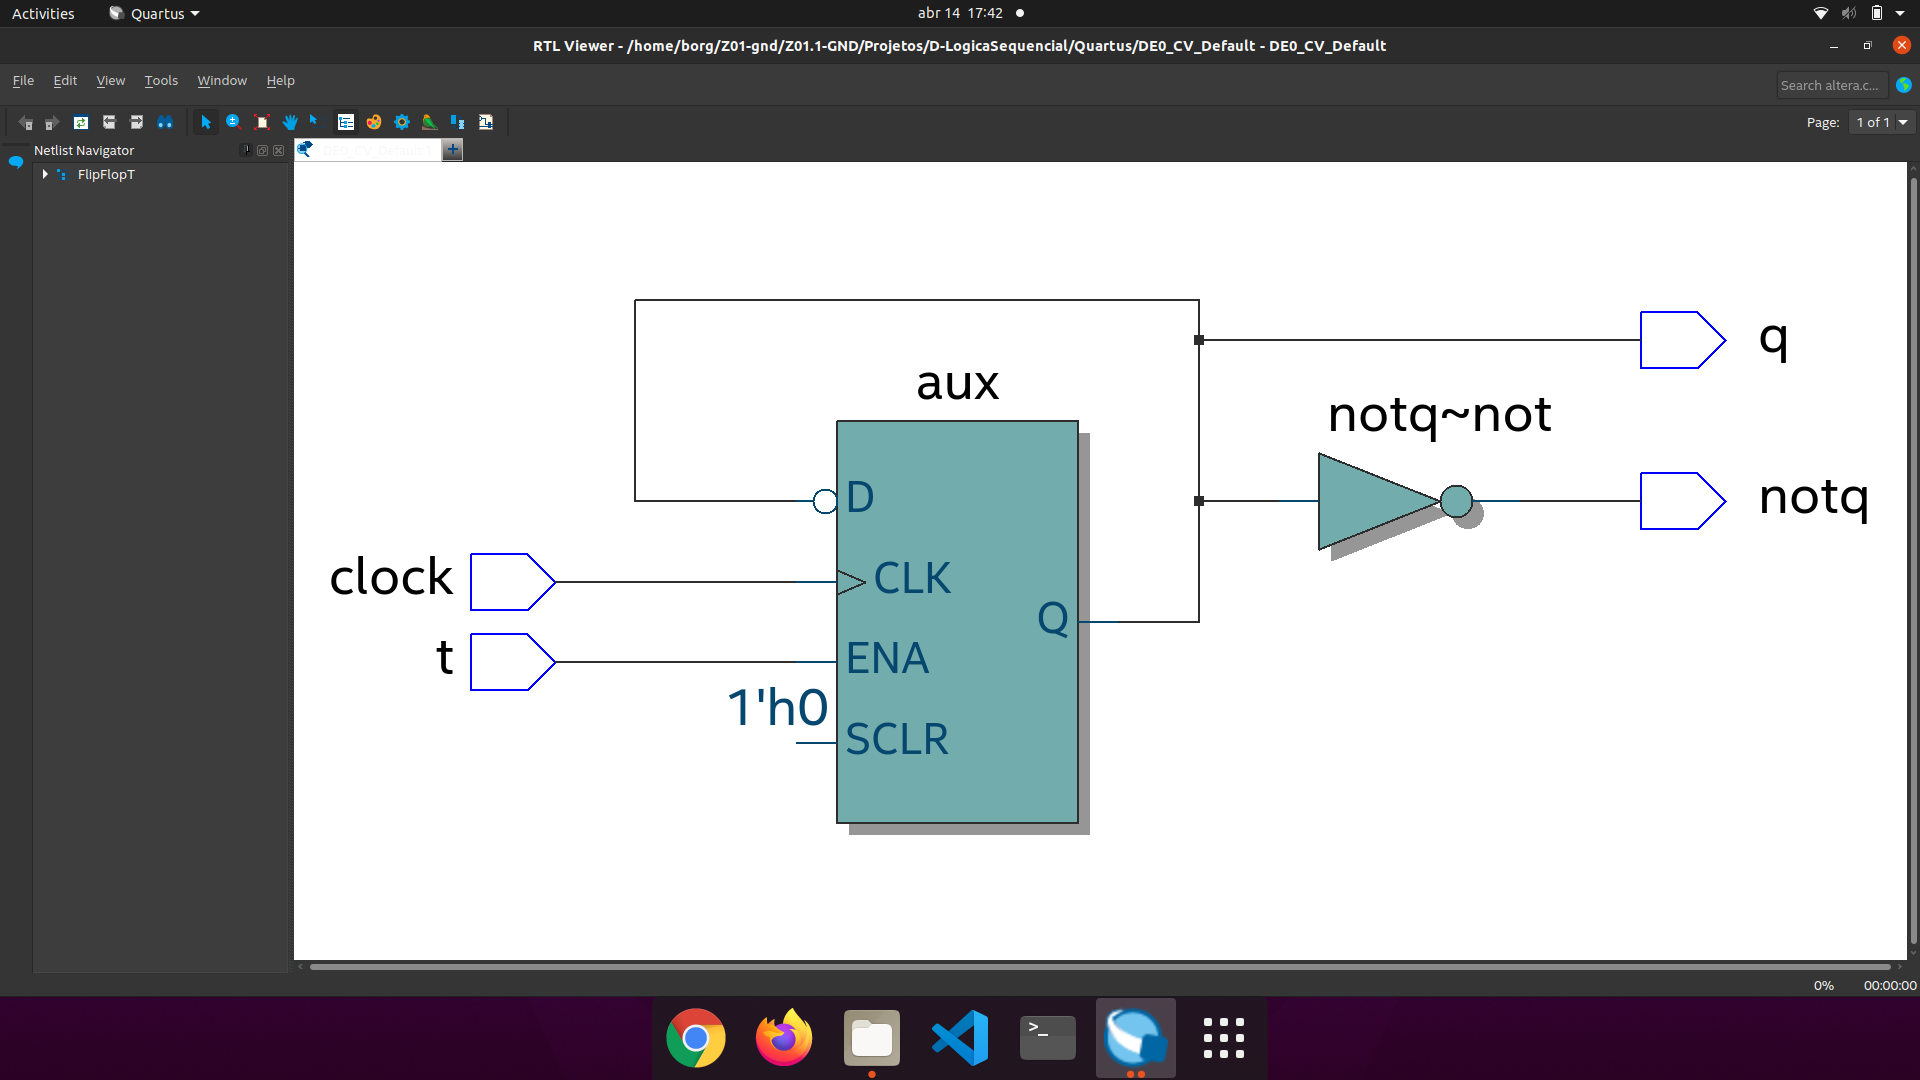 Activities Quartus abr 14 17:42
RTL Viewer - /home/borg/Z01-gnd/Z01.1-GND/Projetos/D-LogicaSequencial/Quartus/DE0_CV_Default - DE0_CV_Default
File Edit View Tools Window Help Search altera.c...
Page: 1 of 1
Netlist Navigator
FlipFlopT
q
aux
notq~not
D
notq
clock
CLK
Q
t
ENA
1'h0
SCLR
0% 00:00:00
>_